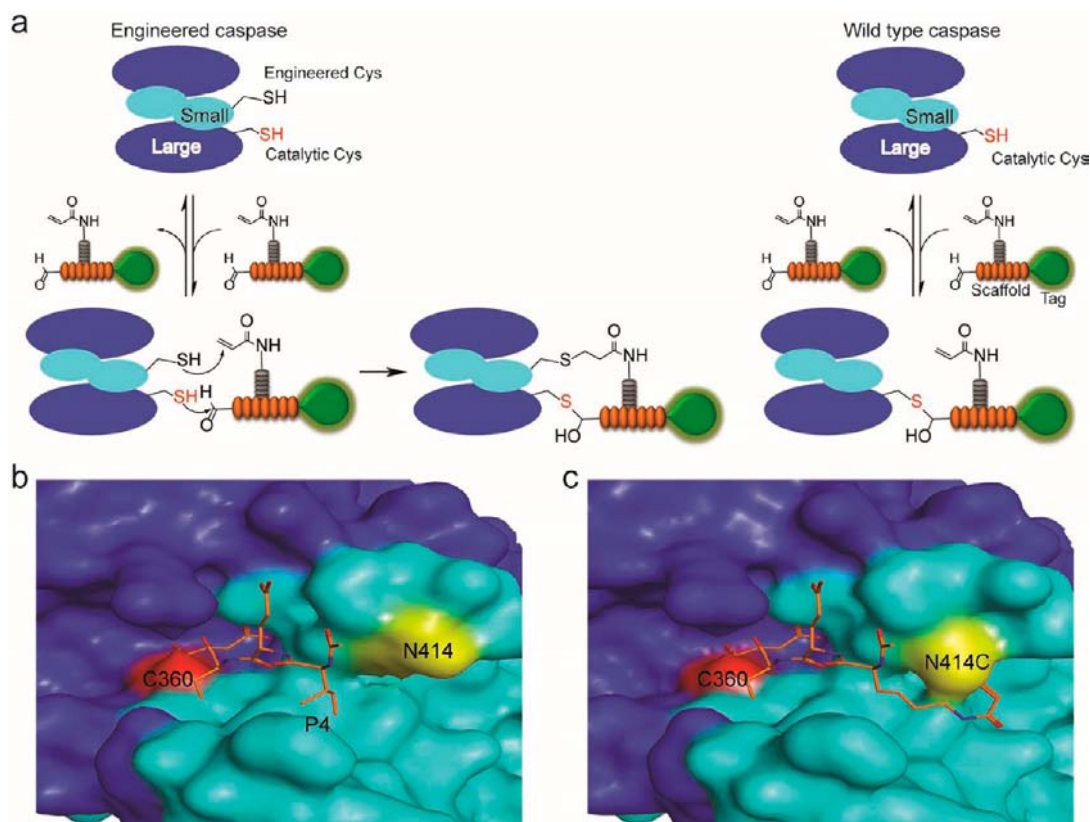 a
Engineered caspase
Engineered Cys
SH
Small
SH
Large
Catalytic Cys
O
NH
H
O
O
NH
H
O
SH
O
NH
SH
H
O
S
O
NH
S
HO
Wild type caspase
Small
SH
Large
Catalytic Cys
O
NH
H
O
O
NH
H
O
Scaffold
Tag
O
NH
S
HO
b
C360
N414
P4
c
C360
N414C